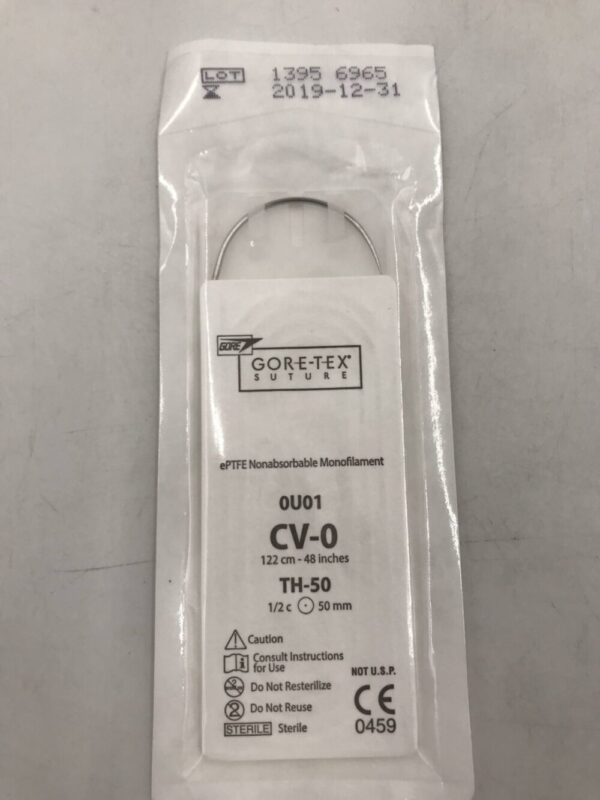 LOT 1395 6965
2019-12-31
GORE
GORE-TEX®
SUTURE
ePTFE Nonabsorbable Monofilament
0U01
CV-0
122 cm - 48 inches
TH-50
1/2 c 50 mm
Caution
Consult Instructions
for Use
NOT U.S.P.
Do Not Resterilize
Do Not Reuse
CE
STERILE Sterile
0459